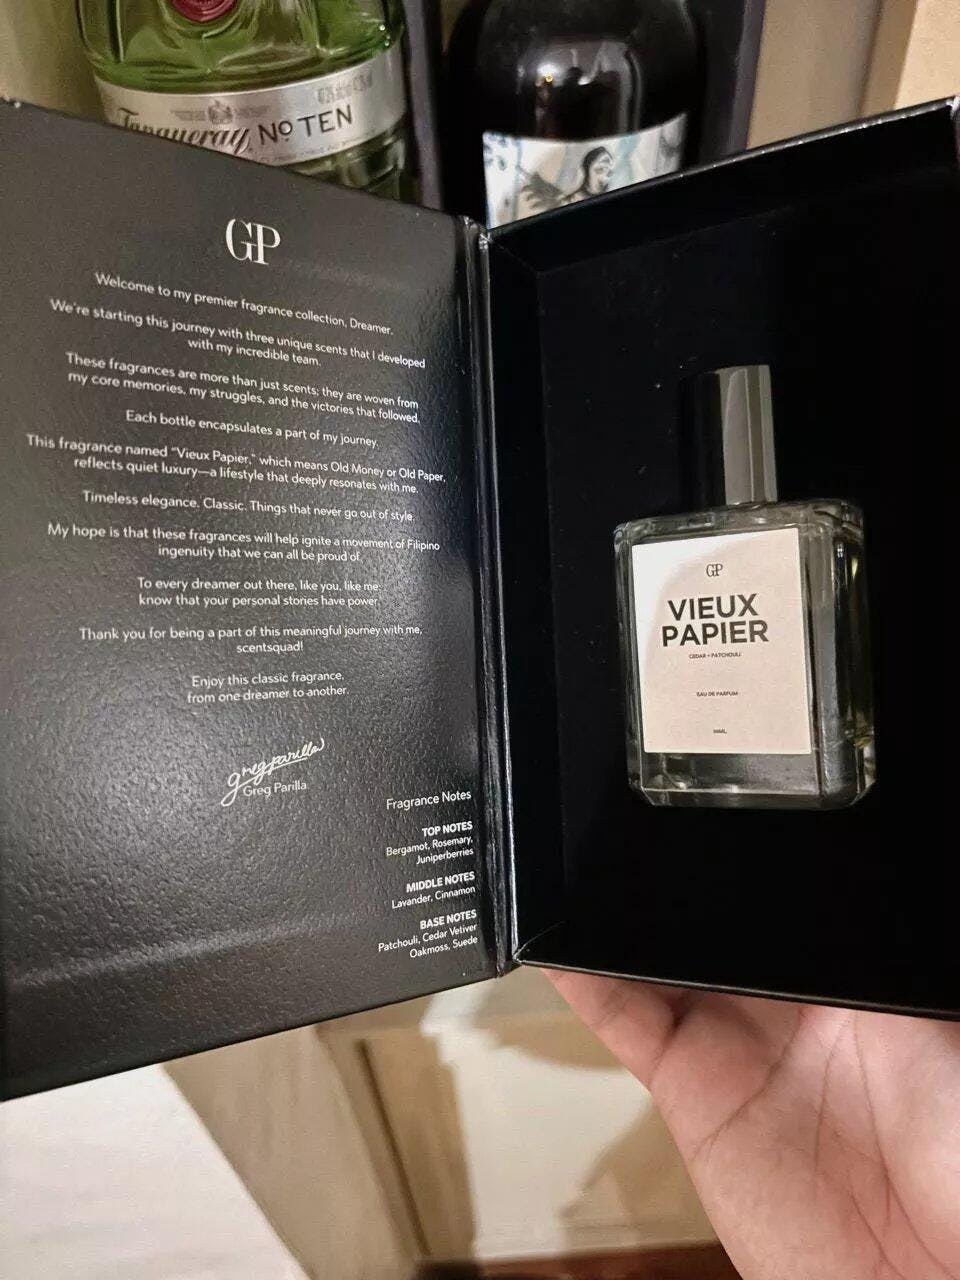 Tanqueray No TEN
GP
Welcome to my premier fragrance collection, Dreamer.
We're starting this journey with three unique scents that I developed
with my incredible team.
These fragrances are more than just scents; they are woven from
my core memories, my struggles, and the victories that followed.
Each bottle encapsulates a part of my journey.
This fragrance named "Vieux Papier," which means Old Money or Old Paper,
reflects quiet luxury—a lifestyle that deeply resonates with me.
Timeless elegance. Classic. Things that never go out of style.
My hope is that these fragrances will help ignite a movement of Filipino
ingenuity that we can all be proud of.
To every dreamer out there, like you, like me:
know that your personal stories have power.
Thank you for being a part of this meaningful journey with me,
scentsquad!
Enjoy this classic fragrance,
from one dreamer to another.
greg parilla
Greg Parilla
Fragrance Notes
TOP NOTES
Bergamot, Rosemary,
Juniperberries
MIDDLE NOTES
Lavander, Cinnamon
BASE NOTES
Patchouli, Cedar Vetiver
Oakmoss, Suede
GP
VIEUX
PAPIER
CEDAR + PATCHOULI
EAU DE PARFUM